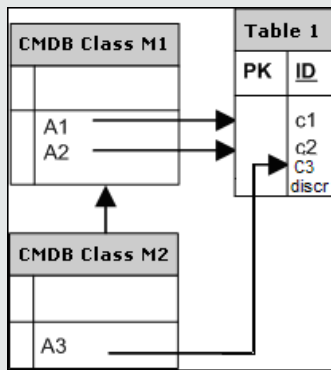 CMDB Class M1
A1
A2
Table 1
PK ID
c1
c2
C3
discr
CMDB Class M2
A3